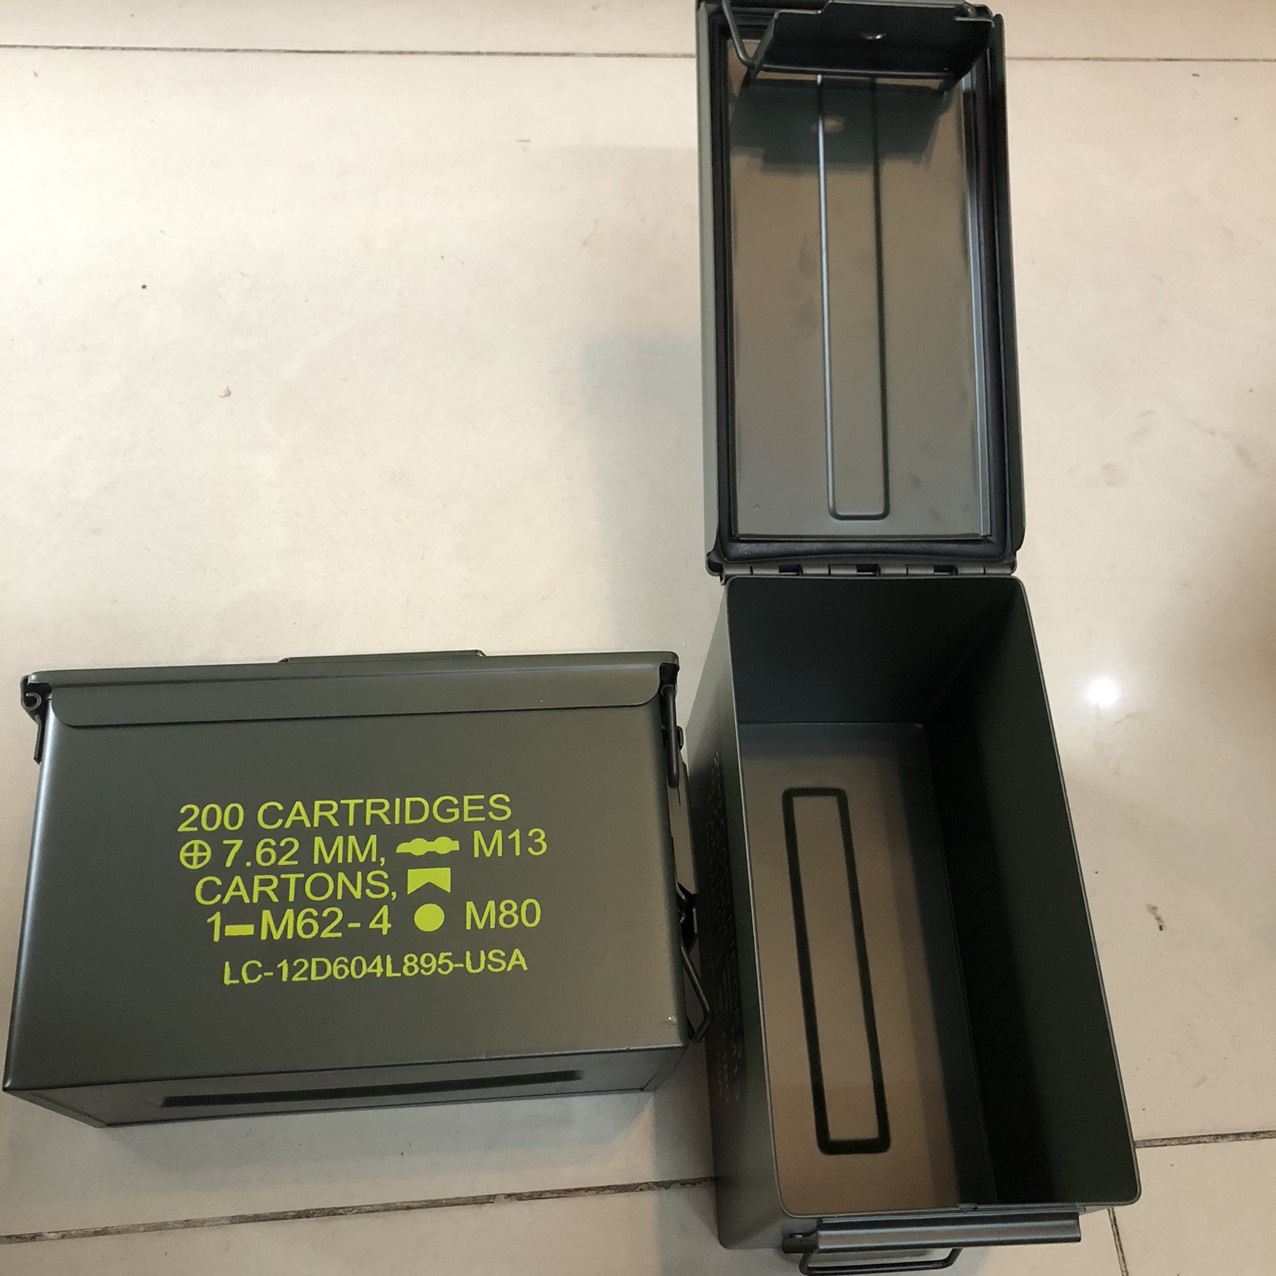 200 CARTRIDGES
7.62 MM, M13
CARTONS,
1-M62-4 M80
LC-12D604L895-USA